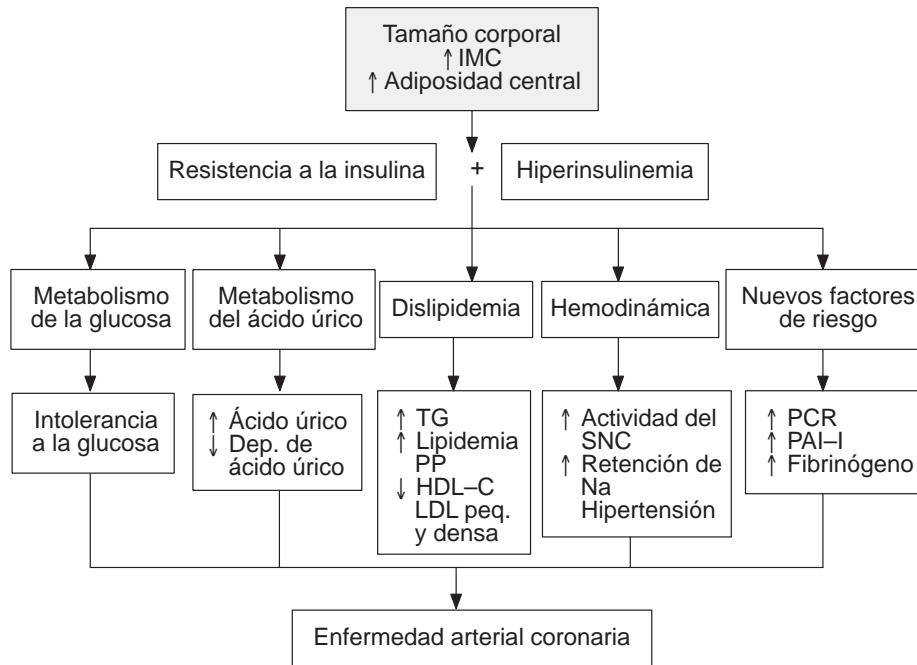 Tamaño corporal
↑ IMC
↑ Adiposidad central
Resistencia a la insulina
+
Hiperinsulinemia
Metabolismo
de la glucosa
Metabolismo
del ácido úrico
Dislipidemia
Hemodinámica
Nuevos factores
de riesgo
Intolerancia
a la glucosa
↑ Ácido úrico
↓ Dep. de
ácido úrico
↑ TG
↑ Lipidemia
PP
↓ HDL–C
LDL peq.
y densa
↑ Actividad del
SNC
↑ Retención de
Na
Hipertensión
↑ PCR
↑ PAI–I
↑ Fibrinógeno
Enfermedad arterial coronaria